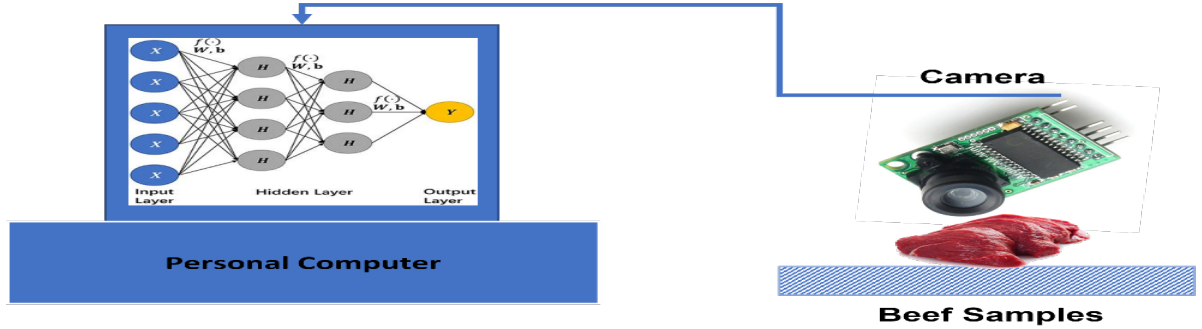 f(·)
W, b
f(·)
W, b
f(·)
W, b
X
X
X
X
X
H
H
H
H
H
H
H
Y
Input
Layer
Hidden Layer
Output
Layer
Personal Computer
Camera
Beef Samples